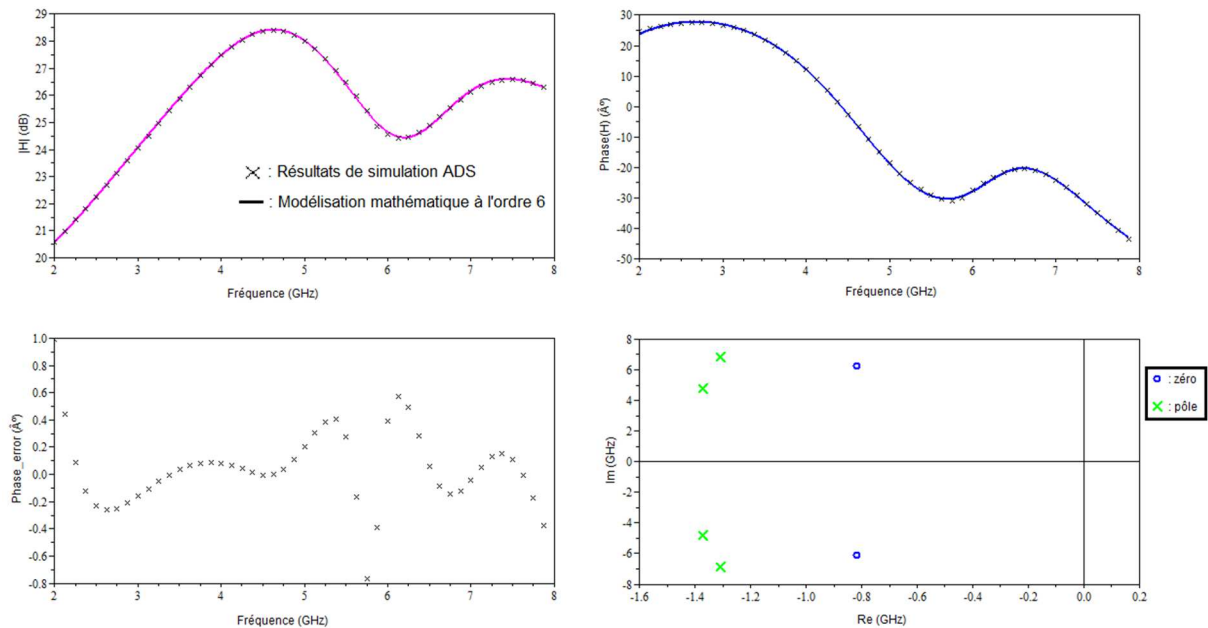 29
28
27
26
25
24
23
22
21
20
|H| (dB)
2 3 4 5 6 7 8
Fréquence (GHz)
: Résultats de simulation ADS
: Modélisation mathématique à l'ordre 6
30
20
10
0
-10
-20
-30
-40
-50
Phase(H) (Âº)
2 3 4 5 6 7 8
Fréquence (GHz)
1.0
0.8
0.6
0.4
0.2
0.0
-0.2
-0.4
-0.6
-0.8
Phase_error (Âº)
2 3 4 5 6 7 8
Fréquence (GHz)
8
6
4
2
0
-2
-4
-6
-8
Im (GHz)
-1.6 -1.4 -1.2 -1.0 -0.8 -0.6 -0.4 -0.2 0.0 0.2
Re (GHz)
: zéro
: pôle